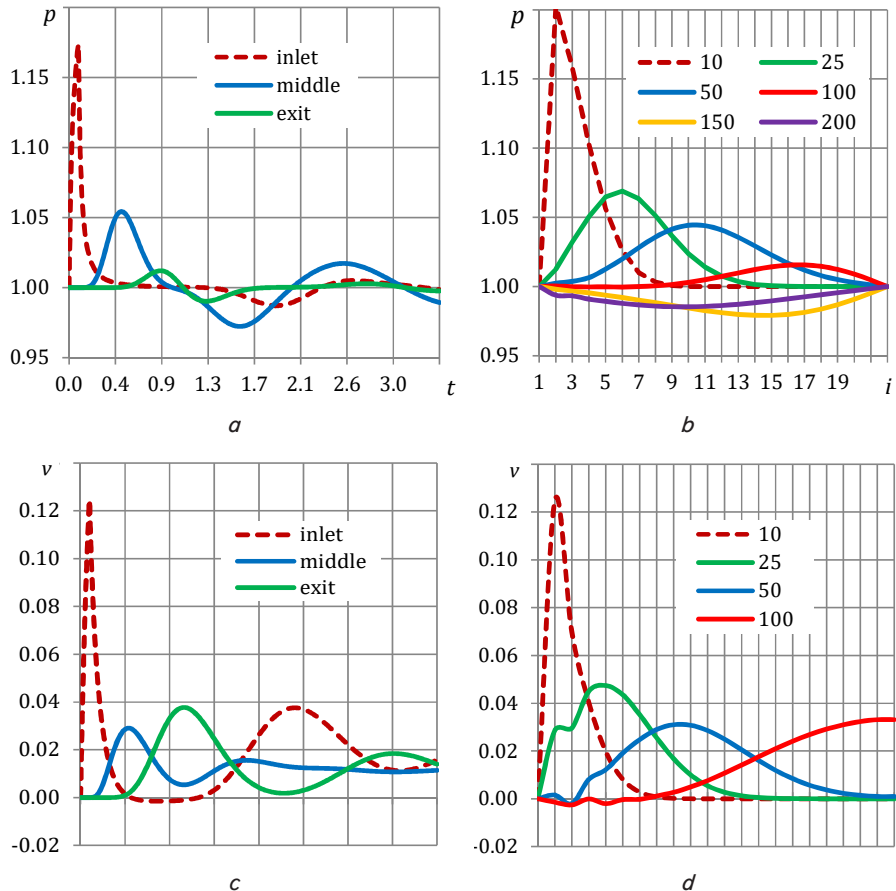 p
1.15
1.10
1.05
1.00
0.95
0.0 0.4 0.9 1.3 1.7 2.1 2.6 3.0 t
inlet
middle
exit
a
p
1.15
1.10
1.05
1.00
0.95
1 3 5 7 9 11 13 15 17 19 i
10 25
50 100
150 200
b
v
0.12
0.10
0.08
0.06
0.04
0.02
0.00
-0.02
inlet
middle
exit
c
v
0.12
0.10
0.08
0.06
0.04
0.02
0.00
-0.02
10
25
50
100
d